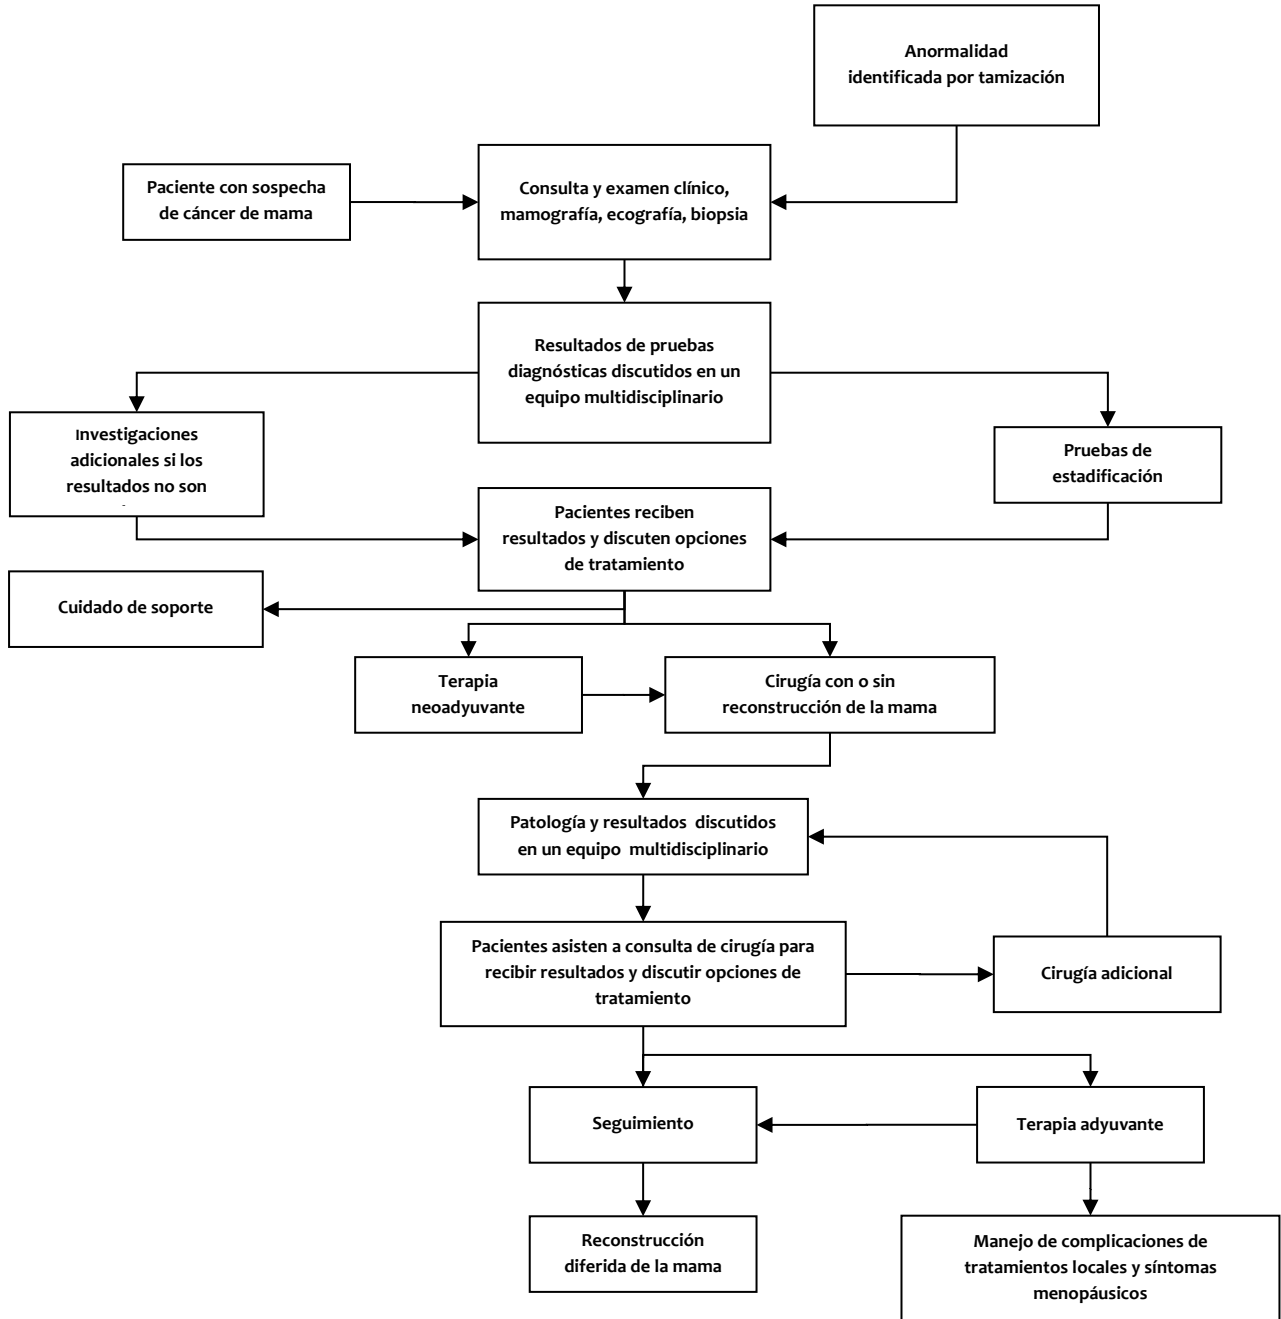 Anormalidad
identificada por tamización
Paciente con sospecha
de cáncer de mama
Consulta y examen clínico,
mamografía, ecografía, biopsia
Resultados de pruebas
diagnósticas discutidos en un
equipo multidisciplinario
Investigaciones
adicionales si los
resultados no son
Pruebas de
estadificación
Pacientes reciben
resultados y discuten opciones
de tratamiento
Cuidado de soporte
Terapia
neoadyuvante
Cirugía con o sin
reconstrucción de la mama
Patología y resultados discutidos
en un equipo multidisciplinario
Pacientes asisten a consulta de cirugía para
recibir resultados y discutir opciones de
tratamiento
Cirugía adicional
Seguimiento
Terapia adyuvante
Reconstrucción
diferida de la mama
Manejo de complicaciones de
tratamientos locales y síntomas
menopáusicos